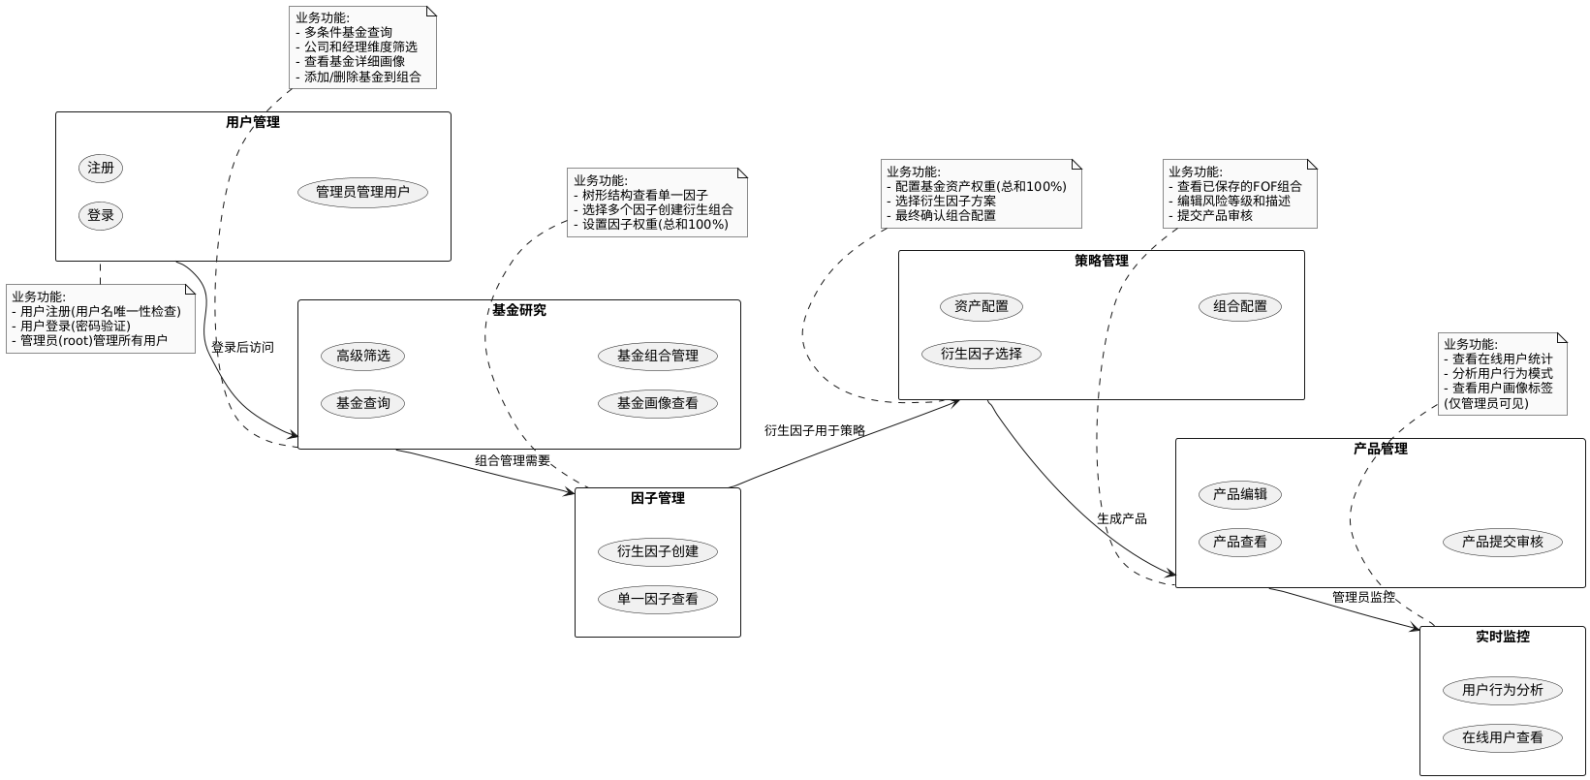 业务功能:
- 多条件基金查询
- 公司和经理维度筛选
- 查看基金详细画像
- 添加/删除基金到组合
用户管理
注册
登录
管理员管理用户
业务功能:
- 用户注册(用户名唯一性检查)
- 用户登录(密码验证)
- 管理员(root)管理所有用户
登录后访问
业务功能:
- 树形结构查看单一因子
- 选择多个因子创建衍生组合
- 设置因子权重(总和100%)
基金研究
高级筛选
基金组合管理
基金查询
基金画像查看
组合管理需要
因子管理
衍生因子创建
单一因子查看
衍生因子用于策略
业务功能:
- 配置基金资产权重(总和100%)
- 选择衍生因子方案
- 最终确认组合配置
策略管理
资产配置
组合配置
衍生因子选择
业务功能:
- 查看已保存的FOF组合
- 编辑风险等级和描述
- 提交产品审核
生成产品
产品管理
产品编辑
产品查看
产品提交审核
业务功能:
- 查看在线用户统计
- 分析用户行为模式
- 查看用户画像标签
(仅管理员可见)
管理员监控
实时监控
用户行为分析
在线用户查看